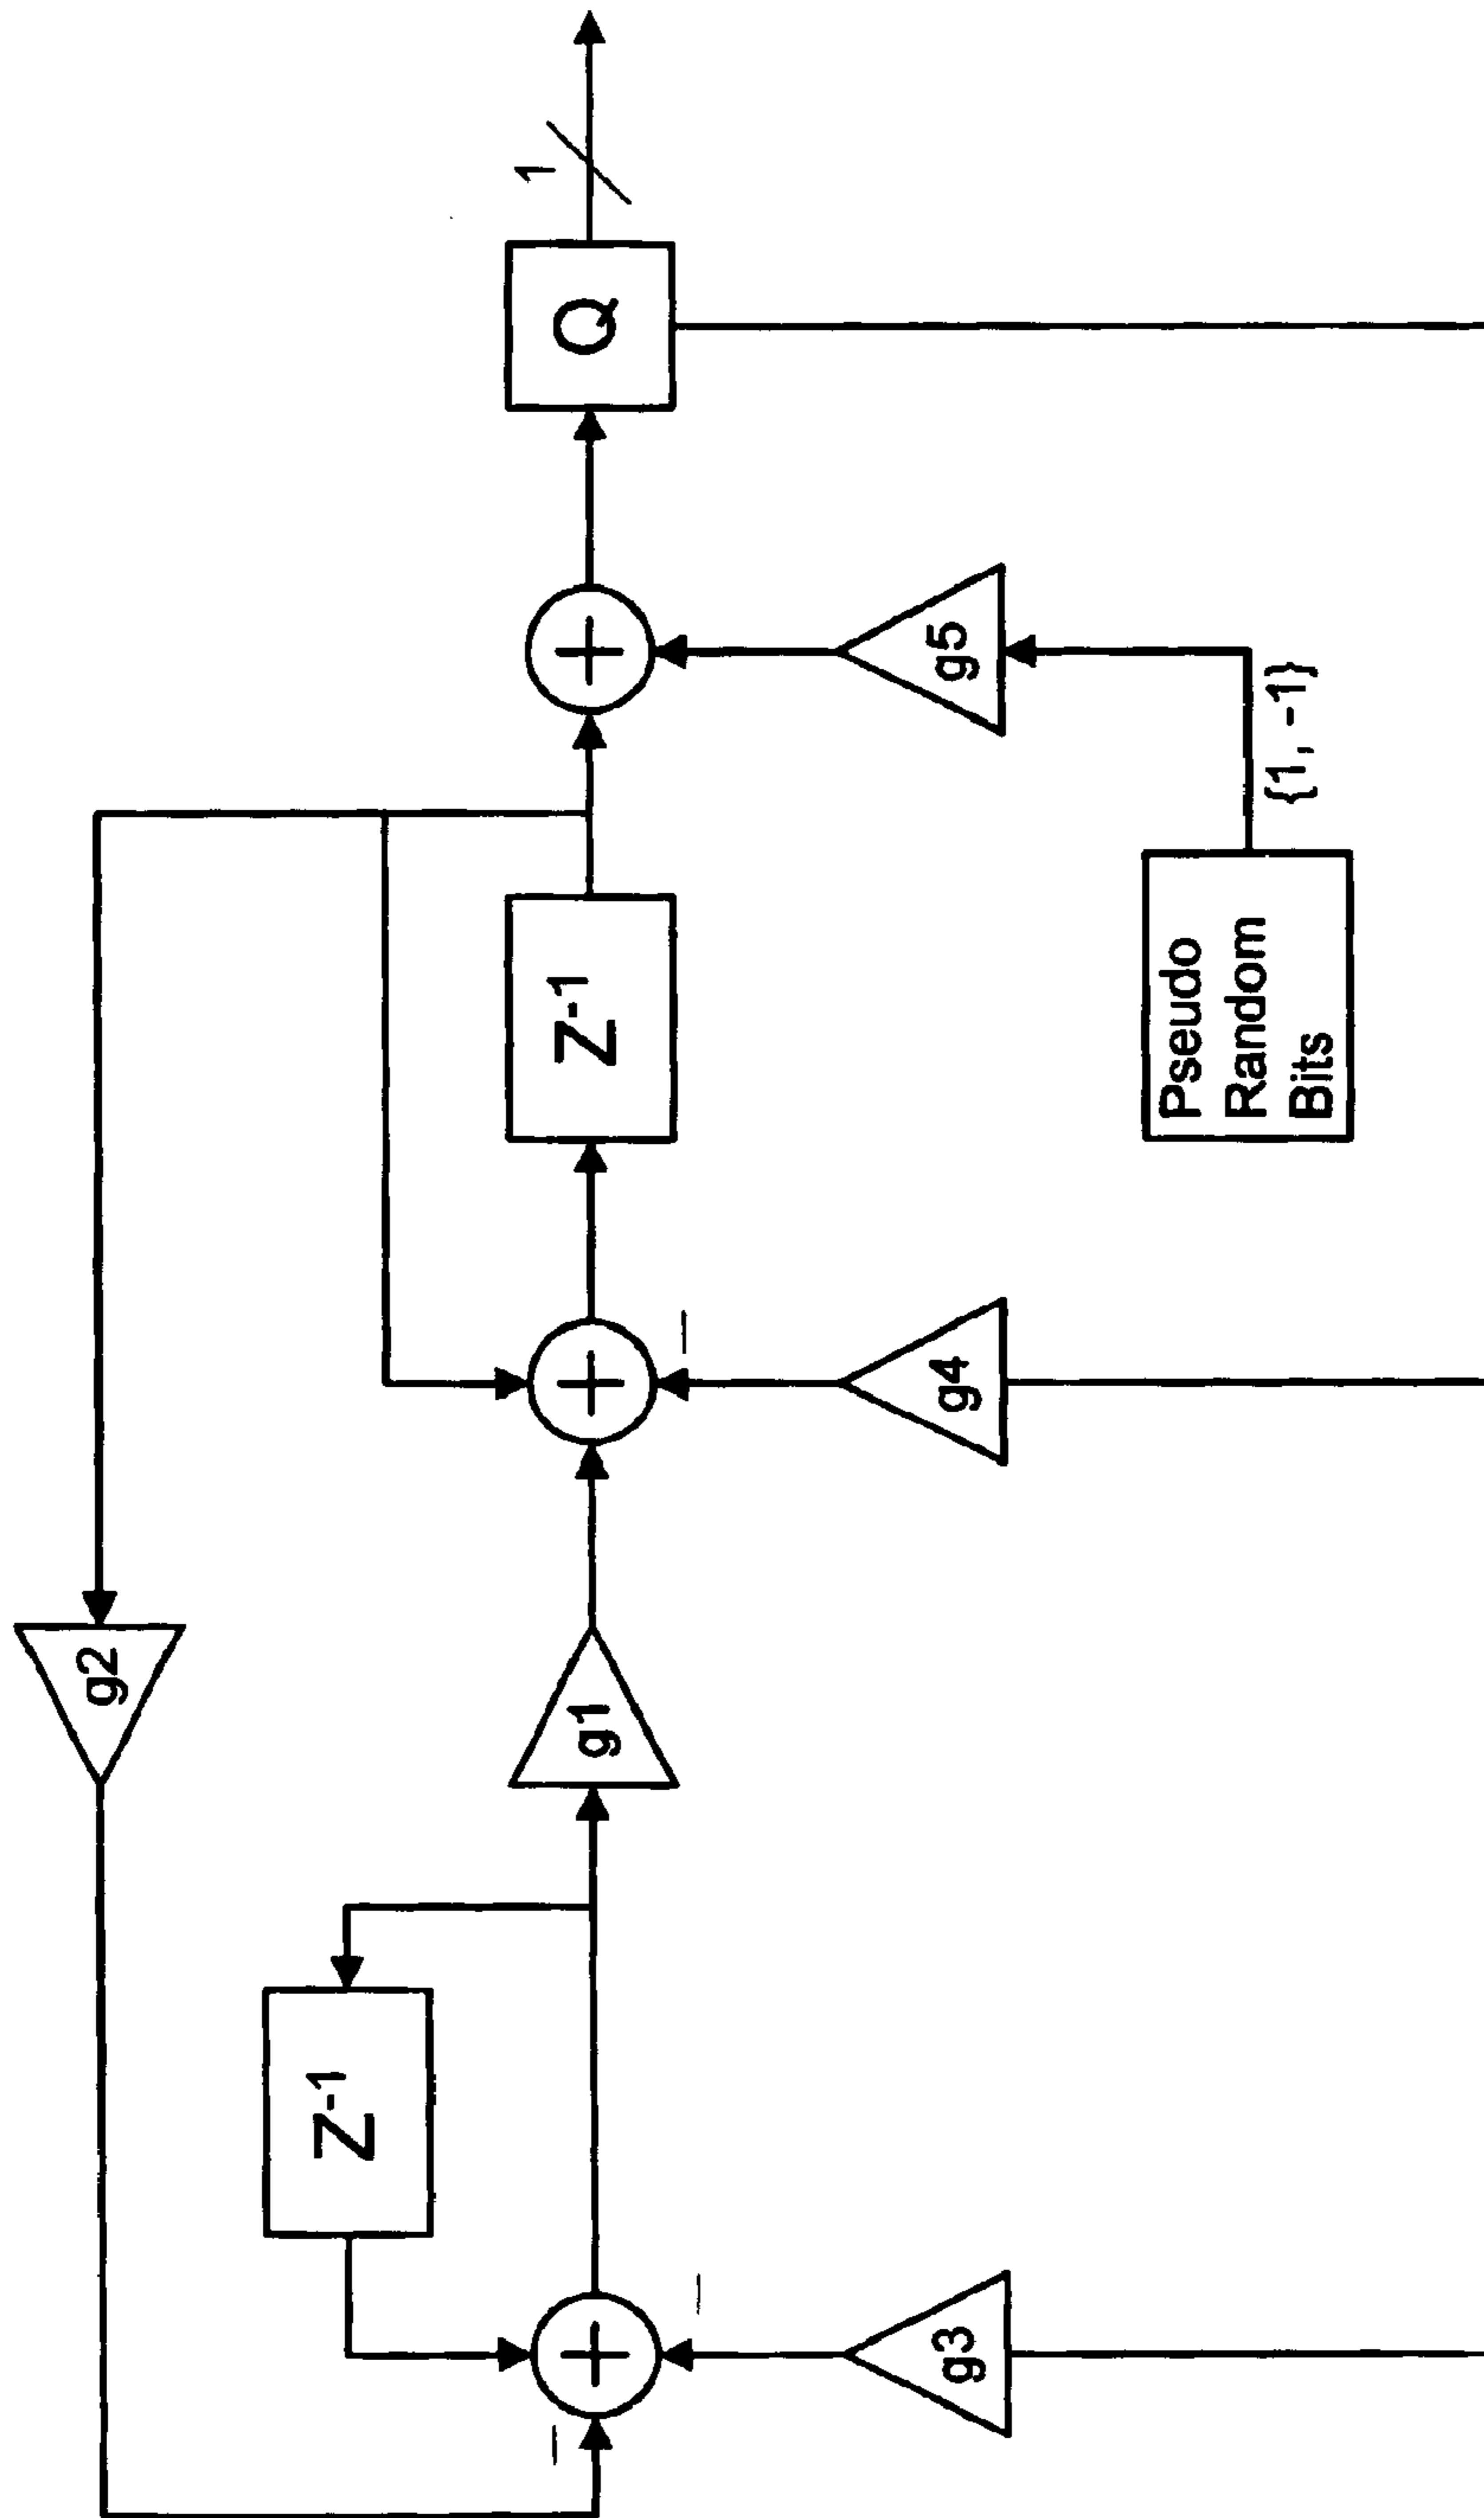 g2
Z-1
g1
Z-1
1
Q
g3
g4
g5
Pseudo
Random
Bits
{1, -1}